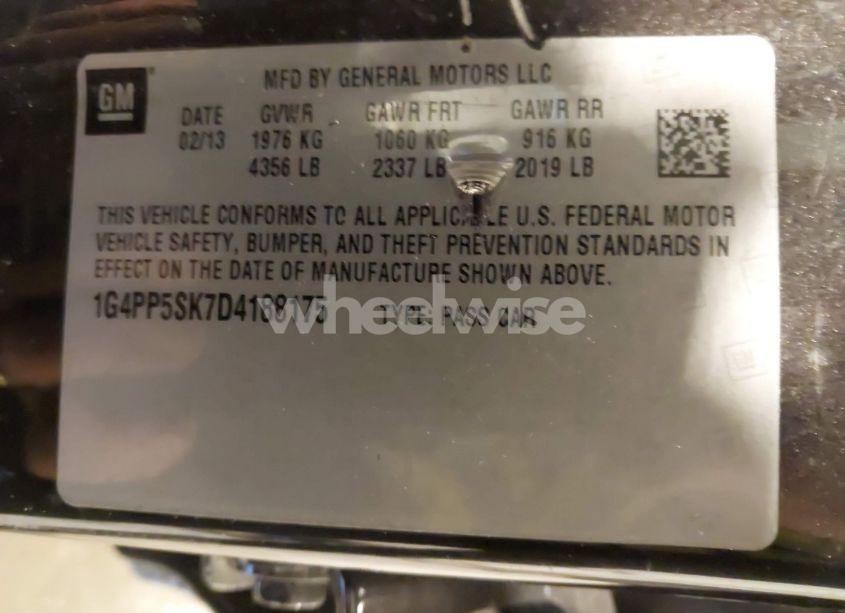 GM
MFD BY GENERAL MOTORS LLC
DATE GVWR GAWR FRT GAWR RR
02/13 1976 KG 1060 KG 916 KG
4356 LB 2337 LB 2019 LB
THIS VEHICLE CONFORMS TO ALL APPLICABLE U.S. FEDERAL MOTOR
VEHICLE SAFETY, BUMPER, AND THEFT PREVENTION STANDARDS IN
EFFECT ON THE DATE OF MANUFACTURE SHOWN ABOVE.
1G4PP5SK7D4188175 TYPE: PASS CAR
wheelwise
GM